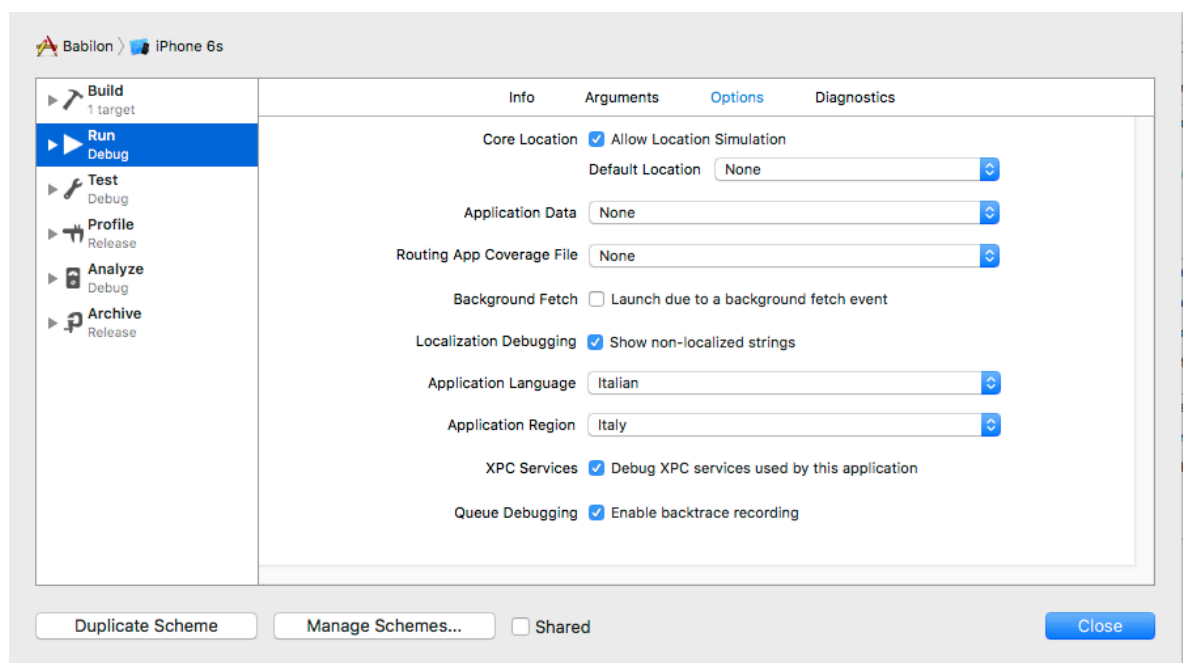 Babilon 〉 iPhone 6s
Build
1 target
Run
Debug
Test
Debug
Profile
Release
Analyze
Debug
Archive
Release
Info Arguments Options Diagnostics
Core Location Allow Location Simulation
Default Location None
Application Data None
Routing App Coverage File None
Background Fetch Launch due to a background fetch event
Localization Debugging Show non-localized strings
Application Language Italian
Application Region Italy
XPC Services Debug XPC services used by this application
Queue Debugging Enable backtrace recording
Duplicate Scheme Manage Schemes... Shared Close